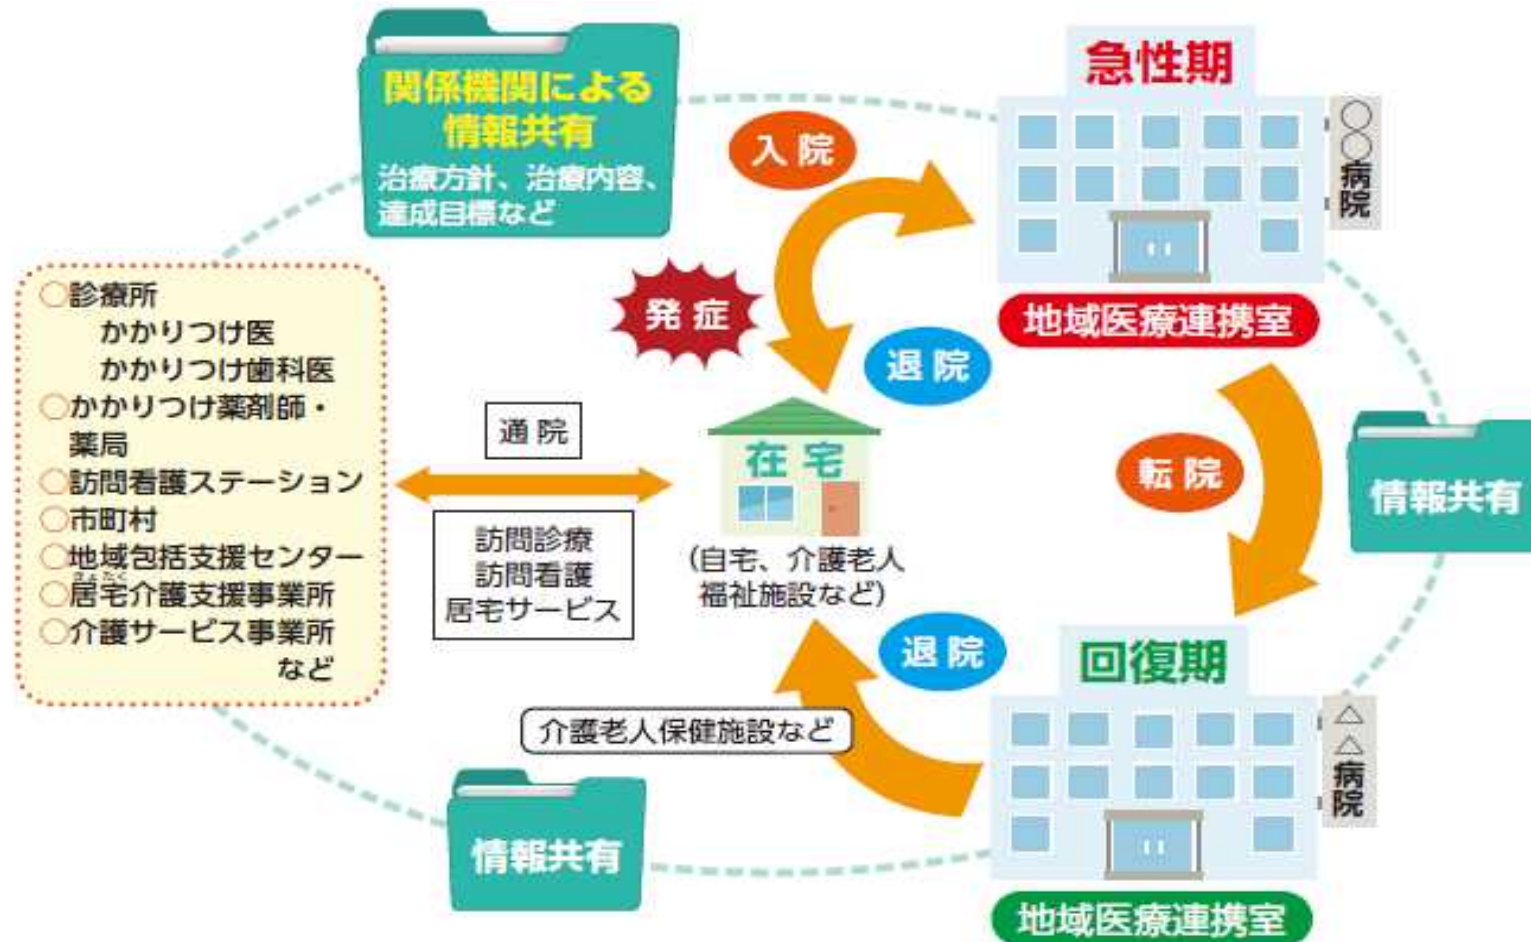 関係機関による
情報共有
治療方針、治療内容、
達成目標など
急性期
○○病院
入院
発症
退院
地域医療連携室
○診療所
かかりつけ医
かかりつけ歯科医
○かかりつけ薬剤師・
薬局
○訪問看護ステーション
○市町村
○地域包括支援センター
きょたく
○居宅介護支援事業所
○介護サービス事業所
など
通院
訪問診療
訪問看護
居宅サービス
在宅
(自宅、介護老人
福祉施設など)
転院
情報共有
退院
介護老人保健施設など
回復期
△△病院
地域医療連携室
情報共有